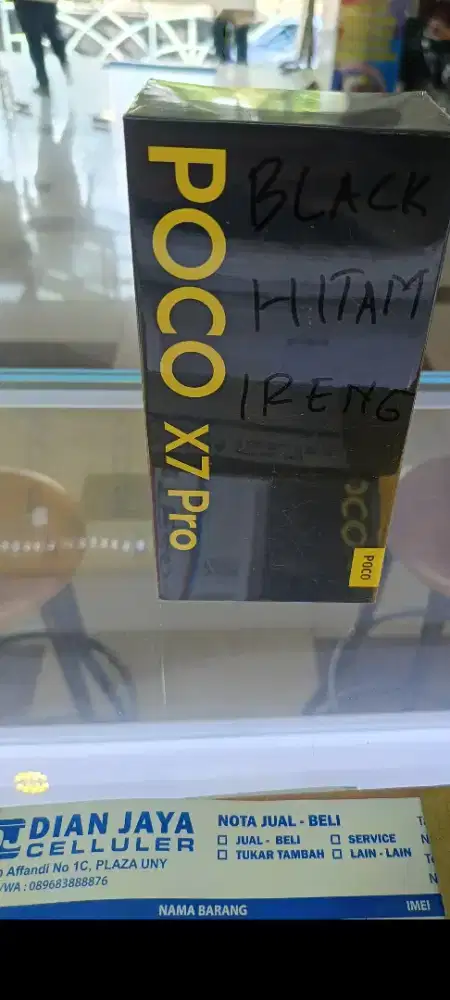 POCO X7 Pro
BLACK
HITAM
IRENG
POCO
DIAN JAYA
CELLULER
Affandi No 1C, PLAZA UNY
WA : 089683888876
NOTA JUAL - BELI
JUAL - BELI
SERVICE
TUKAR TAMBAH
LAIN - LAIN
NAMA BARANG
IMEI